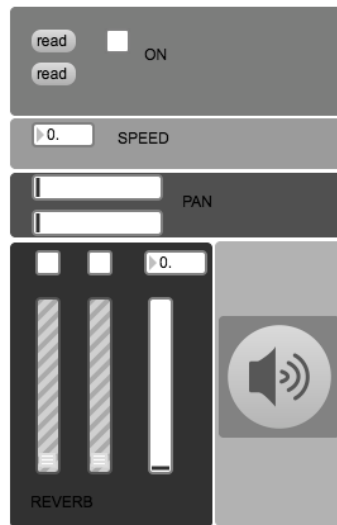 read
ON
read
0.
SPEED
PAN
0.
REVERB